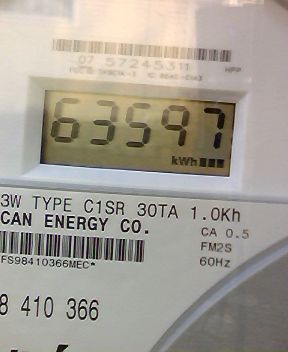 07 57245311
63597
kWh
3W TYPE C1SR 30TA 1.0Kh
CAN ENERGY CO.
CA 0.5
FM2S
FS98410366MEC*
60Hz
8 410 366